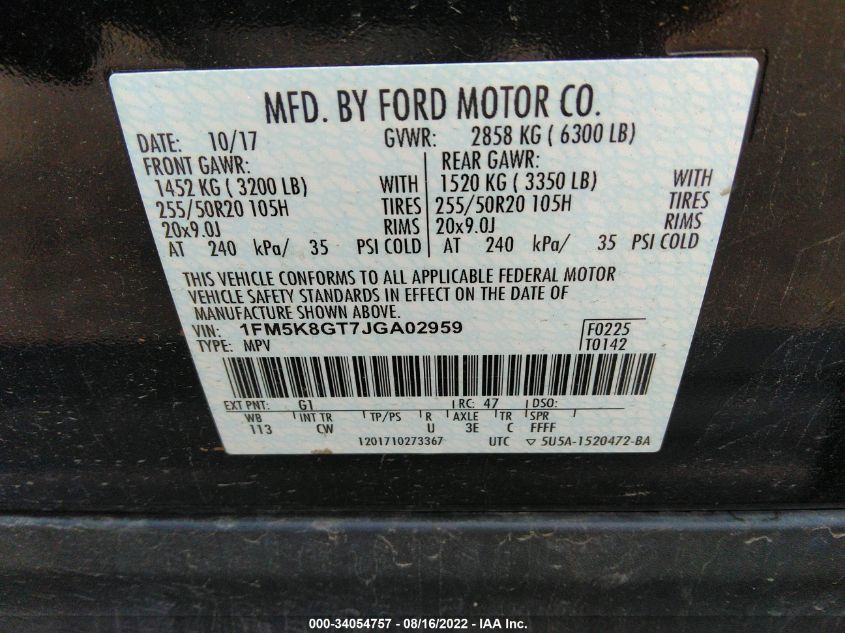 MFD. BY FORD MOTOR CO.
DATE: 10/17 GVWR: 2858 KG ( 6300 LB)
FRONT GAWR: REAR GAWR:
1452 KG ( 3200 LB) WITH 1520 KG ( 3350 LB) WITH
255/50R20 105H TIRES 255/50R20 105H TIRES
20x9.0J RIMS 20x9.0J RIMS
AT 240 kPa/ 35 PSI COLD AT 240 kPa/ 35 PSI COLD
THIS VEHICLE CONFORMS TO ALL APPLICABLE FEDERAL MOTOR
VEHICLE SAFETY STANDARDS IN EFFECT ON THE DATE OF
MANUFACTURE SHOWN ABOVE.
VIN: 1FM5K8GT7JGA02959 F0225
TYPE: MPV T0142
EXT PNT: G1 RC: 47 DSO:
WB INT TR TP/PS R AXLE TR SPR
113 CW U 3E C FFFF
1201710273367 UTC ▽ 5U5A-1520472-BA
000-34054757 - 08/16/2022 - IAA Inc.